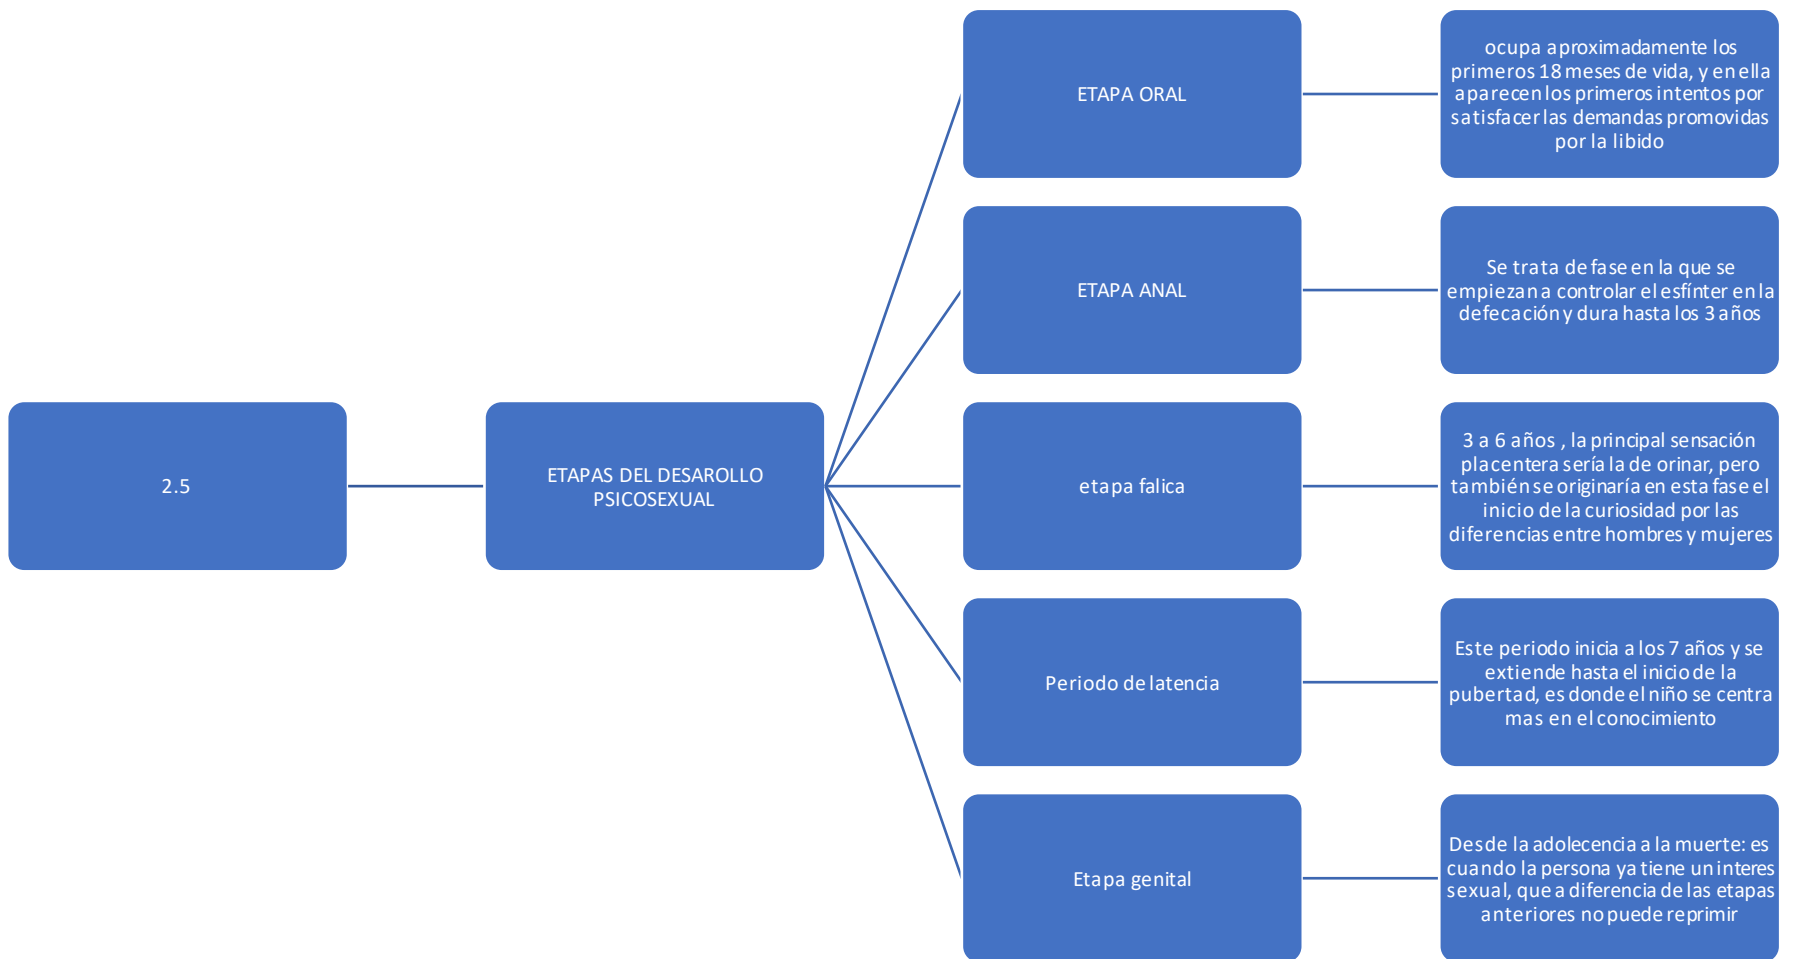 2.5
ETAPAS DEL DESAROLLO
PSICOSEXUAL
ETAPA ORAL
ocupa aproximadamente los
primeros 18 meses de vida, y en ella
aparecen los primeros intentos por
satisfacer las demandas promovidas
por la libido
ETAPA ANAL
Se trata de fase en la que se
empiezan a controlar el esfínter en la
defecación y dura hasta los 3 años
etapa falica
3 a 6 años , la principal sensación
placentera sería la de orinar, pero
también se originaría en esta fase el
inicio de la curiosidad por las
diferencias entre hombres y mujeres
Periodo de latencia
Este periodo inicia a los 7 años y se
extiende hasta el inicio de la
pubertad, es donde el niño se centra
mas en el conocimiento
Etapa genital
Desde la adolecencia a la muerte: es
cuando la persona ya tiene un interes
sexual, que a diferencia de las etapas
anteriores no puede reprimir